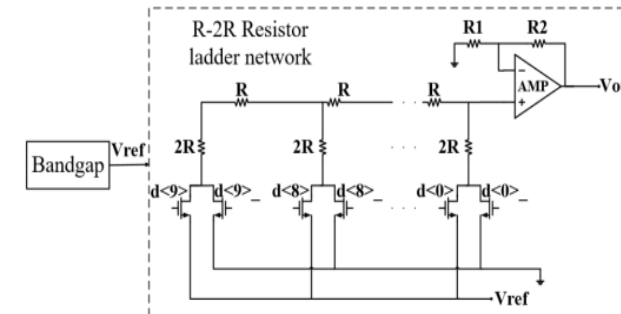 R-2R Resistor
ladder network
R1 R2
AMP
Vo
R R R
Bandgap
Vref
2R 2R 2R
d<9> d<9>_ d<8> d<8>_ d<0> d<0>_
Vref